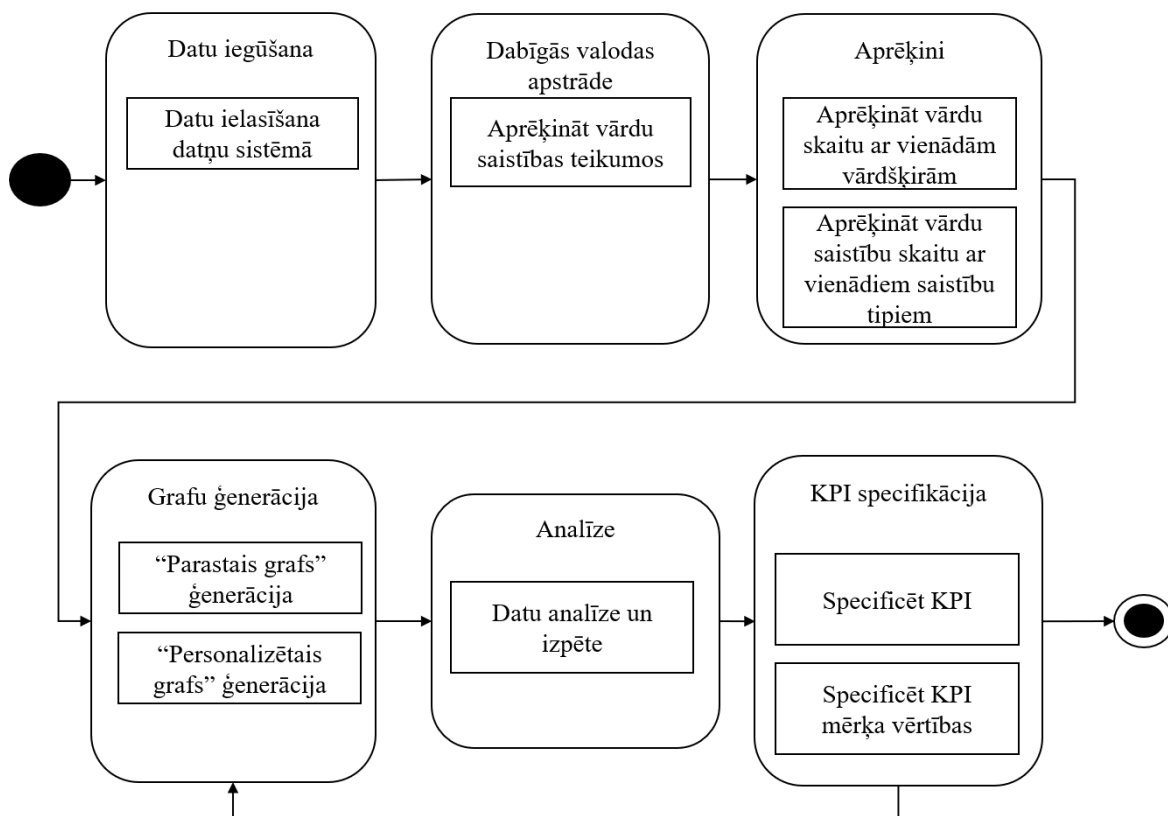 Datu iegūšana
Datu ielasīšana
datņu sistēmā
Dabīgās valodas
apstrāde
Aprēķināt vārdu
saistības teikumos
Aprēķini
Aprēķināt vārdu
skaitu ar vienādām
vārdšķirām
Aprēķināt vārdu
saistību skaitu ar
vienādiem saistību
tipiem
Grafu ģenerācija
“Parastais grafs”
ģenerācija
“Personalizētais
grafs” ģenerācija
Analīze
Datu analīze un
izpēte
KPI specifikācija
Specificēt KPI
Specificēt KPI
mērķa vērtības